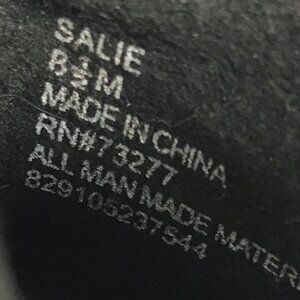 SALIE
8½M
MADE IN CHINA
RN#73277
ALL MAN MADE MATER
829105237544